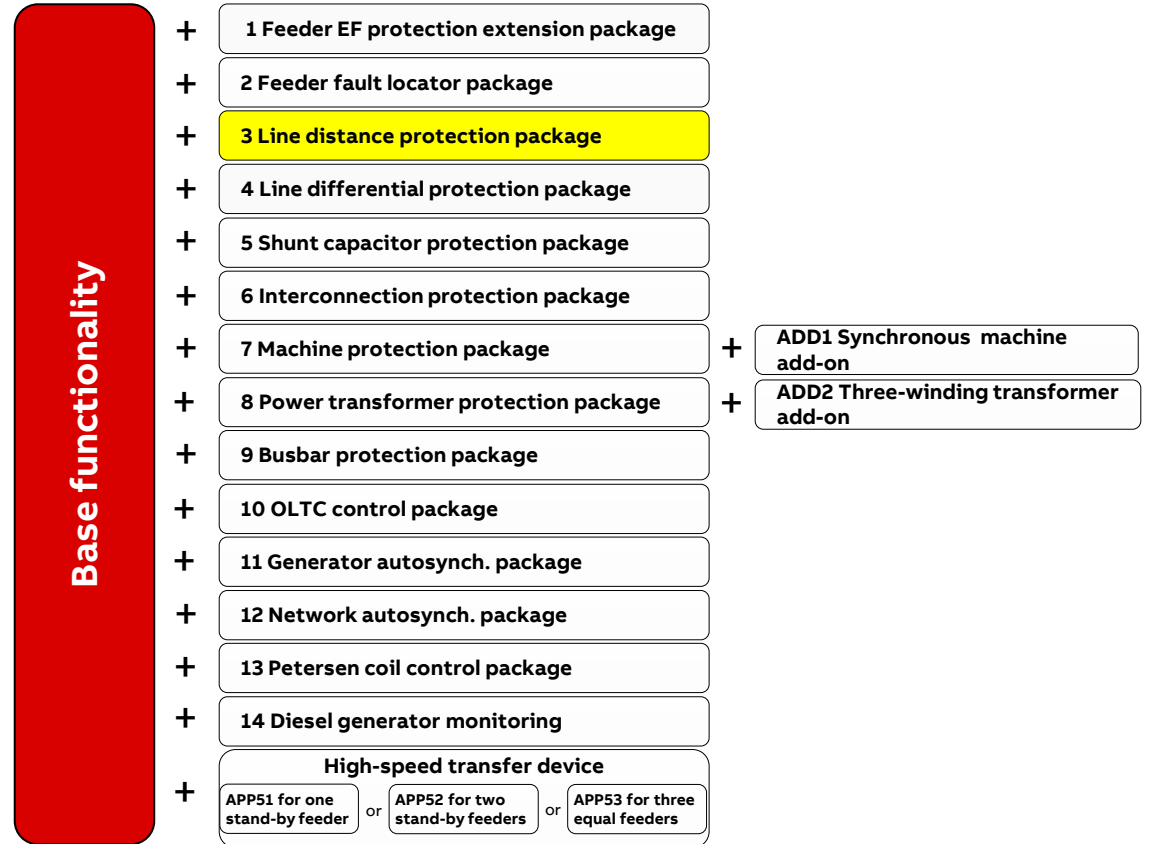 Base functionality
+ 1 Feeder EF protection extension package
+ 2 Feeder fault locator package
+ 3 Line distance protection package
+ 4 Line differential protection package
+ 5 Shunt capacitor protection package
+ 6 Interconnection protection package
+ 7 Machine protection package
+ ADD1 Synchronous machine
add-on
+ 8 Power transformer protection package
+ ADD2 Three-winding transformer
add-on
+ 9 Busbar protection package
+ 10 OLTC control package
+ 11 Generator autosynch. package
+ 12 Network autosynch. package
+ 13 Petersen coil control package
+ 14 Diesel generator monitoring
+ High-speed transfer device
APP51 for one
stand-by feeder
or
APP52 for two
stand-by feeders
or
APP53 for three
equal feeders